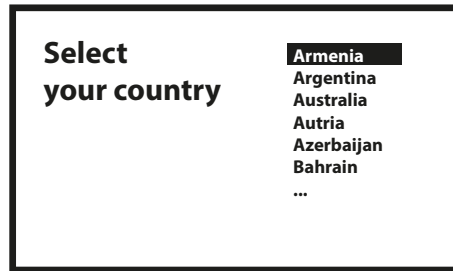 Select
your country
Armenia
Argentina
Australia
Autria
Azerbaijan
Bahrain
...